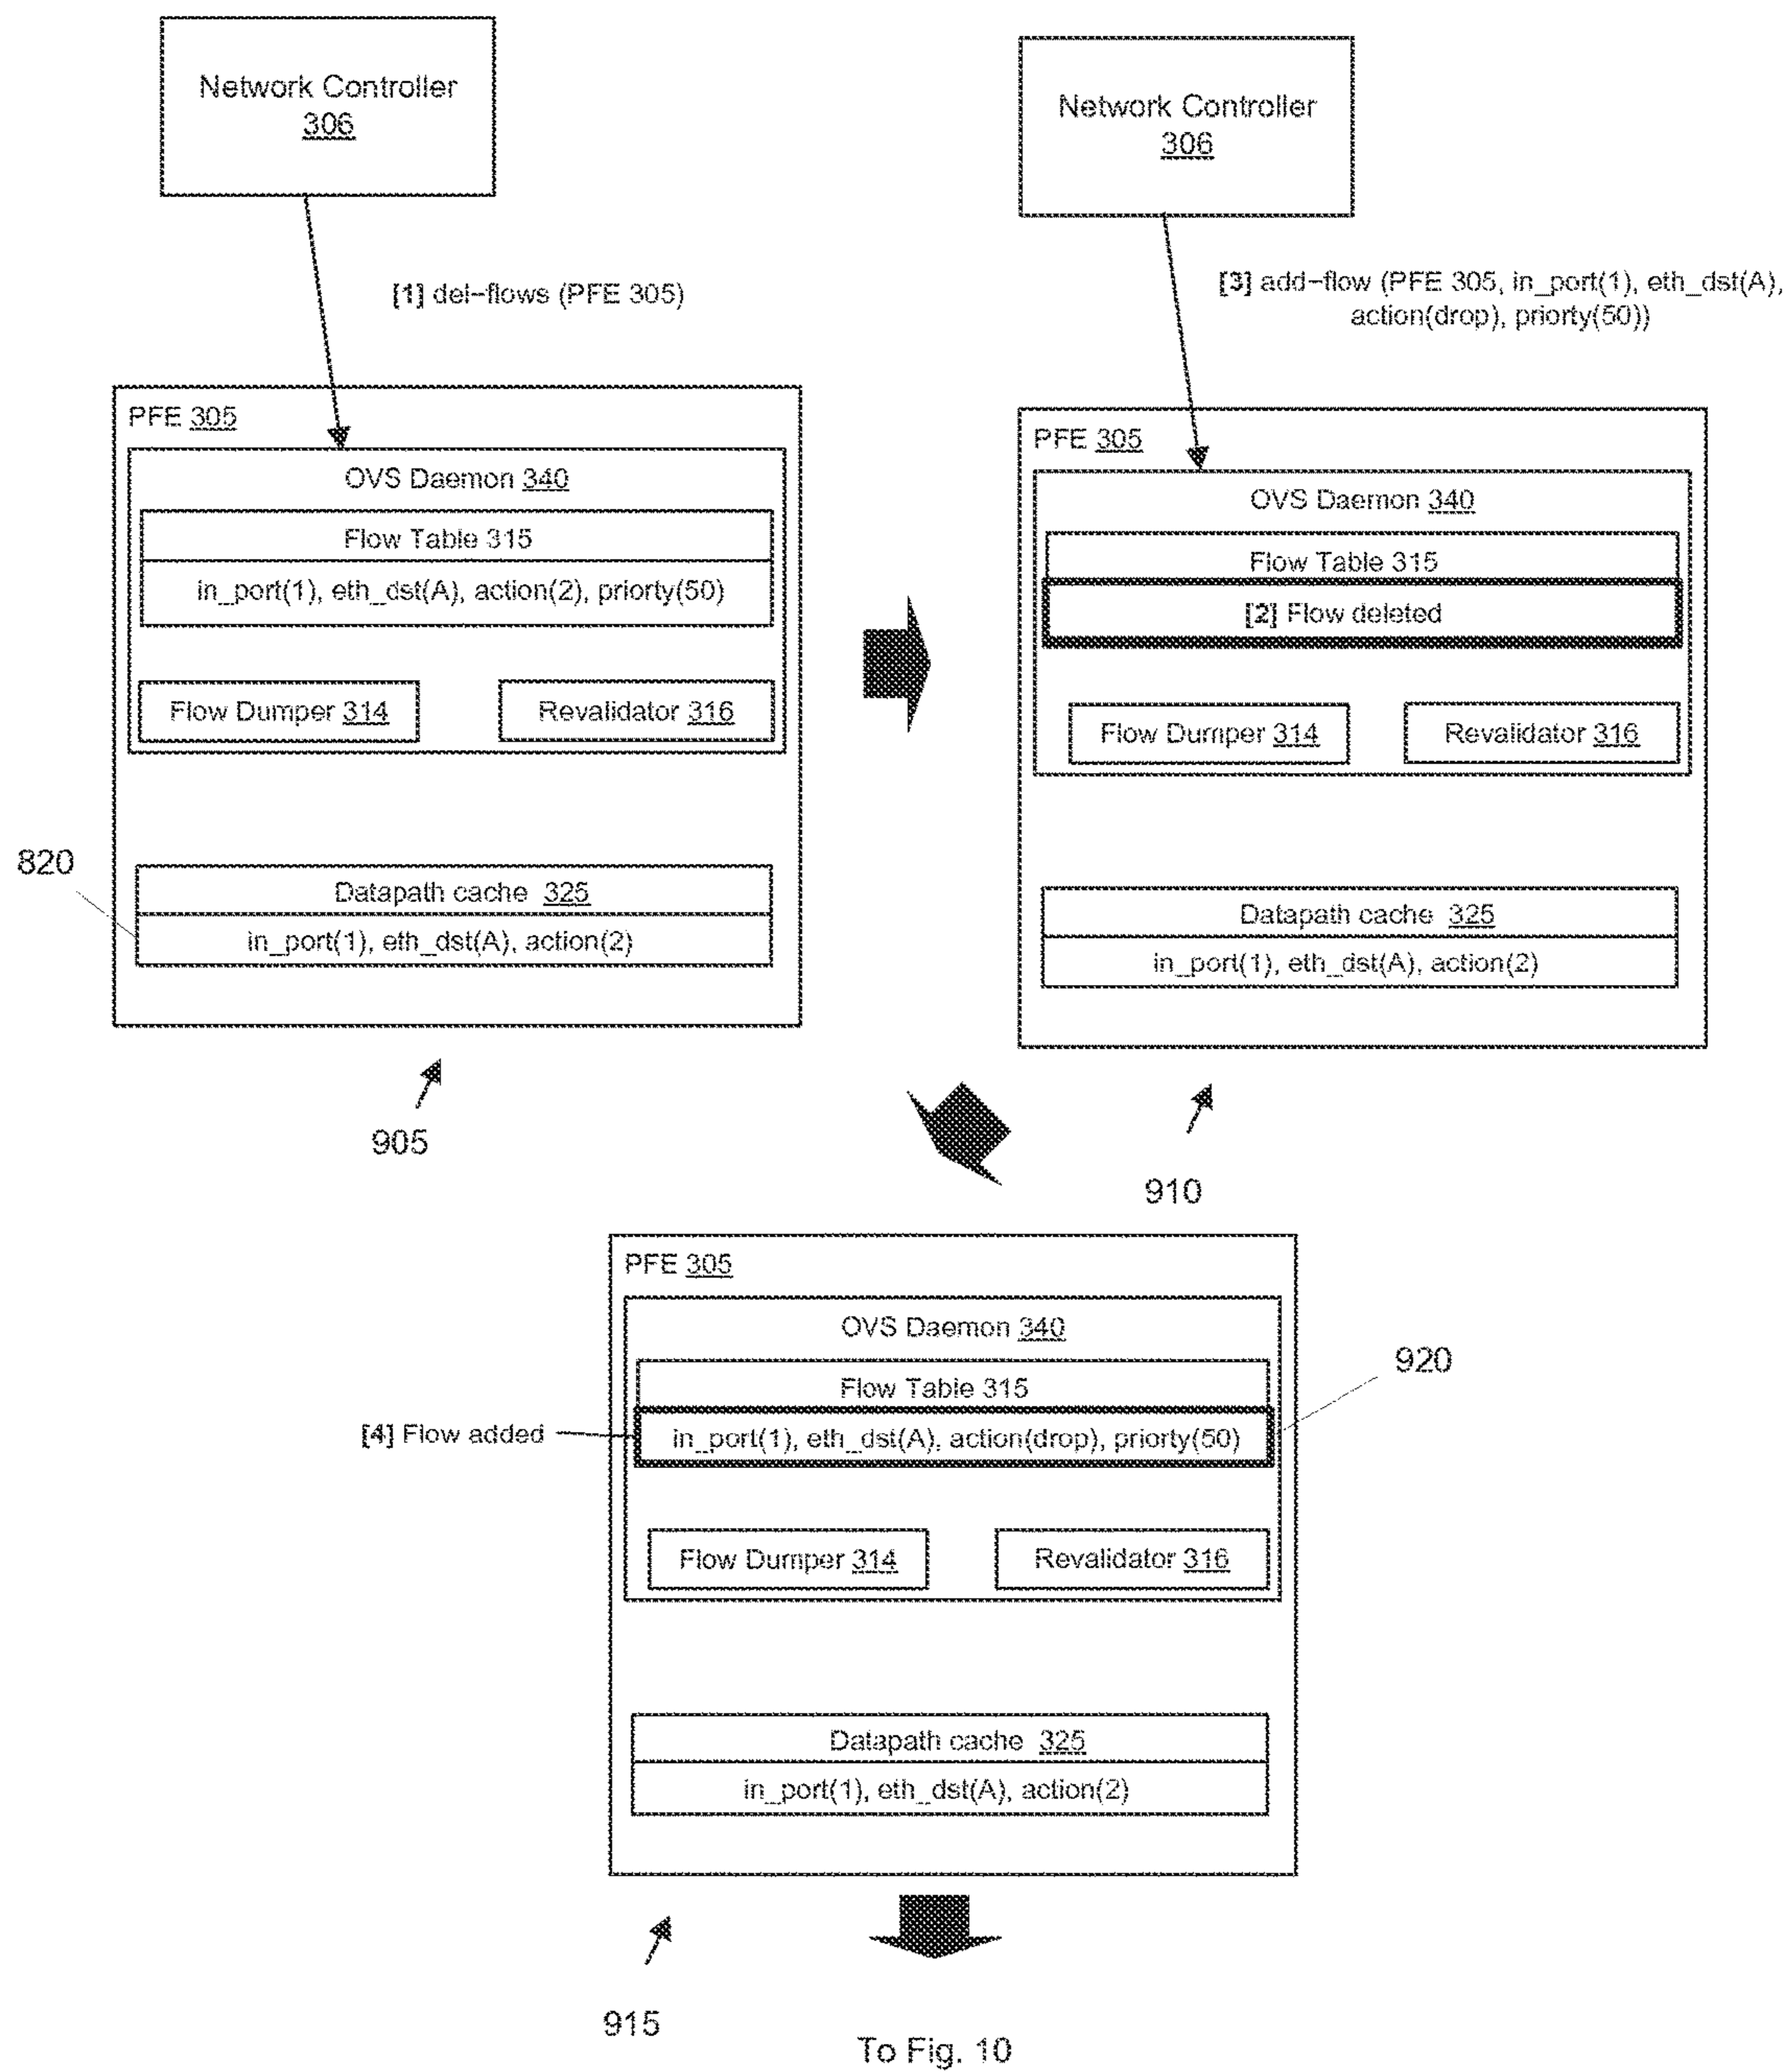 Network Controller
306
[1] del-flows (PFE 305)
PFE 305
OVS Daemon 340
Flow Table 315
in_port(1), eth_dst(A), action(2), priorty(50)
Flow Dumper 314
Revalidator 316
820
Datapath cache 325
in_port(1), eth_dst(A), action(2)
905
Network Controller
306
[3] add-flow (PFE 305, in_port(1), eth_dst(A),
action(drop), priorty(50))
PFE 305
OVS Daemon 340
Flow Table 315
[2] Flow deleted
Flow Dumper 314
Revalidator 316
Datapath cache 325
in_port(1), eth_dst(A), action(2)
910
PFE 305
OVS Daemon 340
920
Flow Table 315
[4] Flow added
in_port(1), eth_dst(A), action(drop), priorty(50)
Flow Dumper 314
Revalidator 316
Datapath cache 325
in_port(1), eth_dst(A), action(2)
915
To Fig. 10